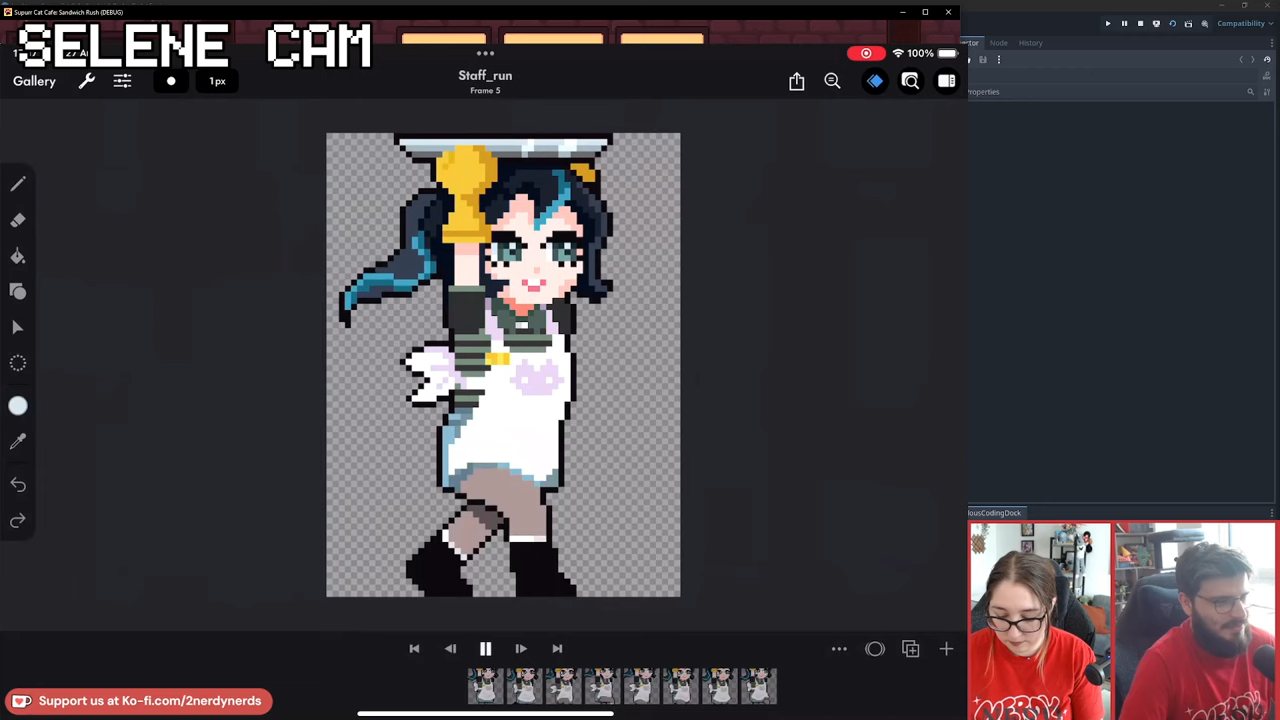 Supurr Cat Cafe: Sandwich Rush (DEBUG)
SELENE CAM
100%
Gallery
1px
Staff_run
Frame 5
Compatibility
Node
History
Support us at Ko-fi.com/2nerdynerds